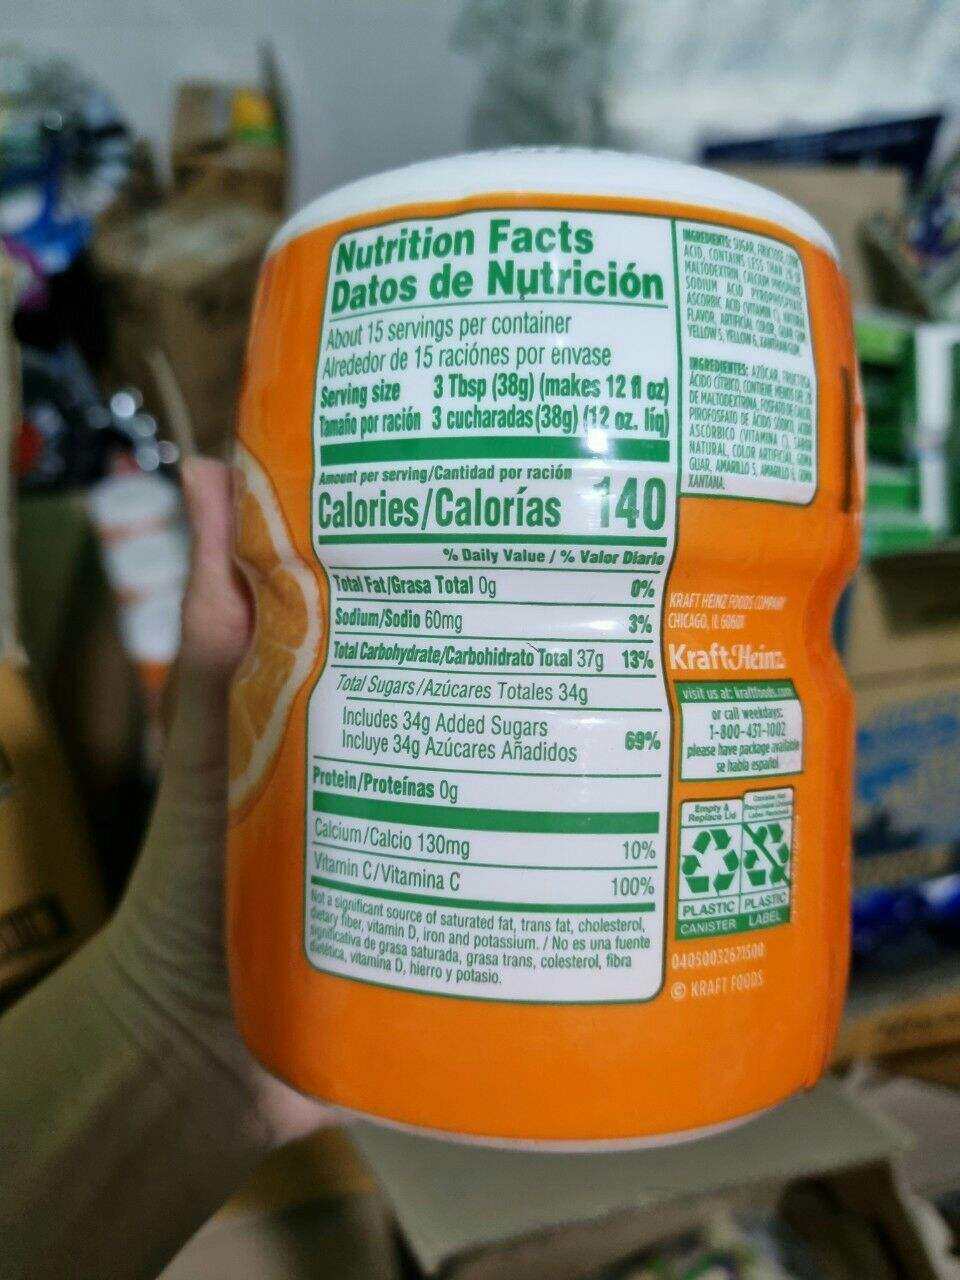 Nutrition Facts
Datos de Nutrición
About 15 servings per container
Alrededor de 15 raciónes por envase
Serving size 3 Tbsp (38g) (makes 12 fl oz)
Tamaño por ración 3 cucharadas (38g) (12 oz. líq)
Amount per serving/Cantidad por ración
Calories/Calorías 140
% Daily Value / % Valor Diario
Total Fat/Grasa Total 0g 0%
Sodium/Sodio 60mg 3%
Total Carbohydrate/Carbohidrato Total 37g 13%
Total Sugars/Azúcares Totales 34g
Includes 34g Added Sugars
Incluye 34g Azúcares Añadidos 69%
Protein/Proteínas 0g
Calcium/Calcio 130mg 10%
Vitamin C/Vitamina C 100%
Not a significant source of saturated fat, trans fat, cholesterol,
dietary fiber, vitamin D, iron and potassium. / No es una fuente
significativa de grasa saturada, grasa trans, colesterol, fibra
dietética, vitamina D, hierro y potasio.
INGREDIENTS: SUGAR, FRUCTOSE,
ACID, CONTAINS LESS THAN 2% OF
MALTODEXTRIN, CALCIUM PHOSPHATE,
SODIUM ACID PYROPHOSPHATE,
ASCORBIC ACID (VITAMIN C), NATURAL
FLAVOR, ARTIFICIAL COLOR, GUAR GUM,
YELLOW 5, YELLOW 6, XANTHAN GUM.
INGREDIENTES: AZÚCAR, FRUCTOSA,
ÁCIDO CÍTRICO, CONTIENE MENOS DEL 2%
DE MALTODEXTRINA, FOSFATO DE CALCIO,
PIROFOSFATO DE ÁCIDO SÓDICO, ÁCIDO
ASCÓRBICO (VITAMINA C), SABOR
NATURAL, COLOR ARTIFICIAL, GOMA
GUAR, AMARILLO 5, AMARILLO 6, GOMA
XANTANA.
KRAFT HEINZ FOODS COMPANY
CHICAGO, IL 60601
KraftHeinz
visit us at: kraftfoods.com
or call weekdays:
1-800-431-1002
please have package available
se habla español
Empty &
Replace Lid
PLASTIC
CANISTER
PLASTIC
LABEL
04050032671500
© KRAFT FOODS